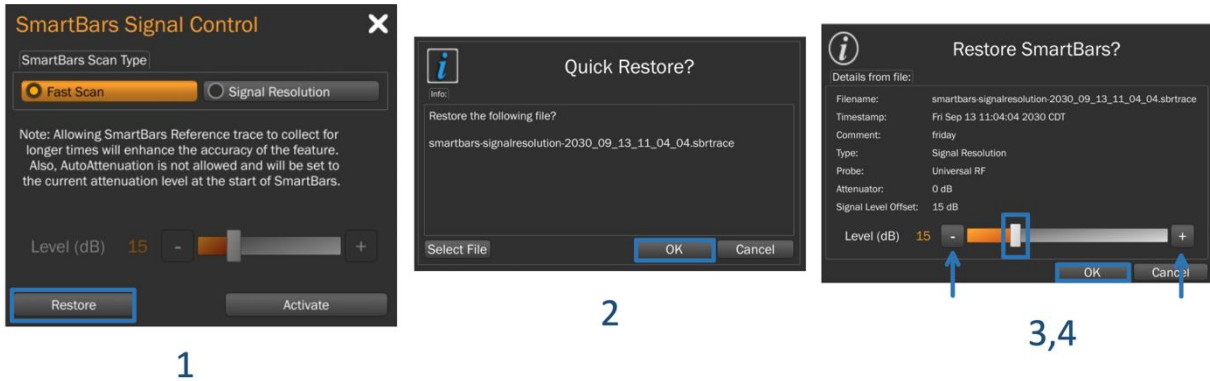 SmartBars Signal Control
SmartBars Scan Type
Fast Scan
Signal Resolution
Note: Allowing SmartBars Reference trace to collect for
longer times will enhance the accuracy of the feature.
Also, AutoAttenuation is not allowed and will be set to
the current attenuation level at the start of SmartBars.
Level (dB) 15 - +
Restore
Activate
1
i
Quick Restore?
Info:
Restore the following file?
smartbars-signalresolution-2030_09_13_11_04_04.sbrtrace
Select File
OK
Cancel
2
i
Restore SmartBars?
Details from file:
Filename: smartbars-signalresolution-2030_09_13_11_04_04.sbrtrace
Timestamp: Fri Sep 13 11:04:04 2030 CDT
Comment: friday
Type: Signal Resolution
Probe: Universal RF
Attenuator: 0 dB
Signal Level Offset: 15 dB
Level (dB) 15 - +
OK
Cancel
3,4